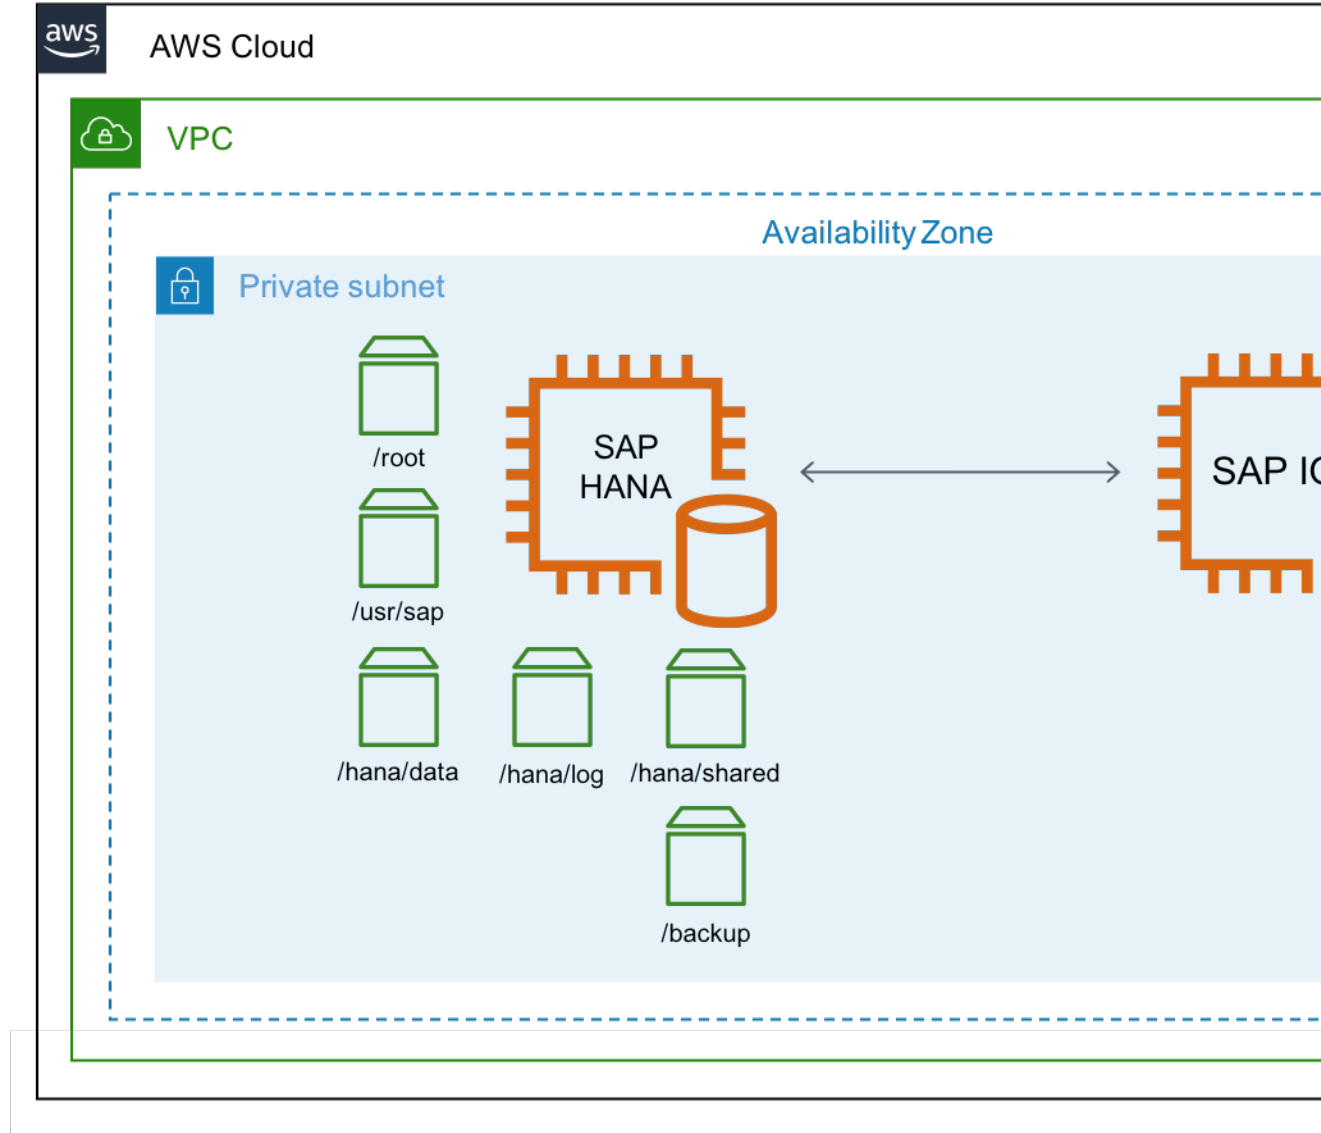 aws
AWS Cloud
VPC
Availability Zone
Private subnet
/root
SAP
HANA
SAP
/usr/sap
/hana/data
/hana/log
/hana/shared
/backup